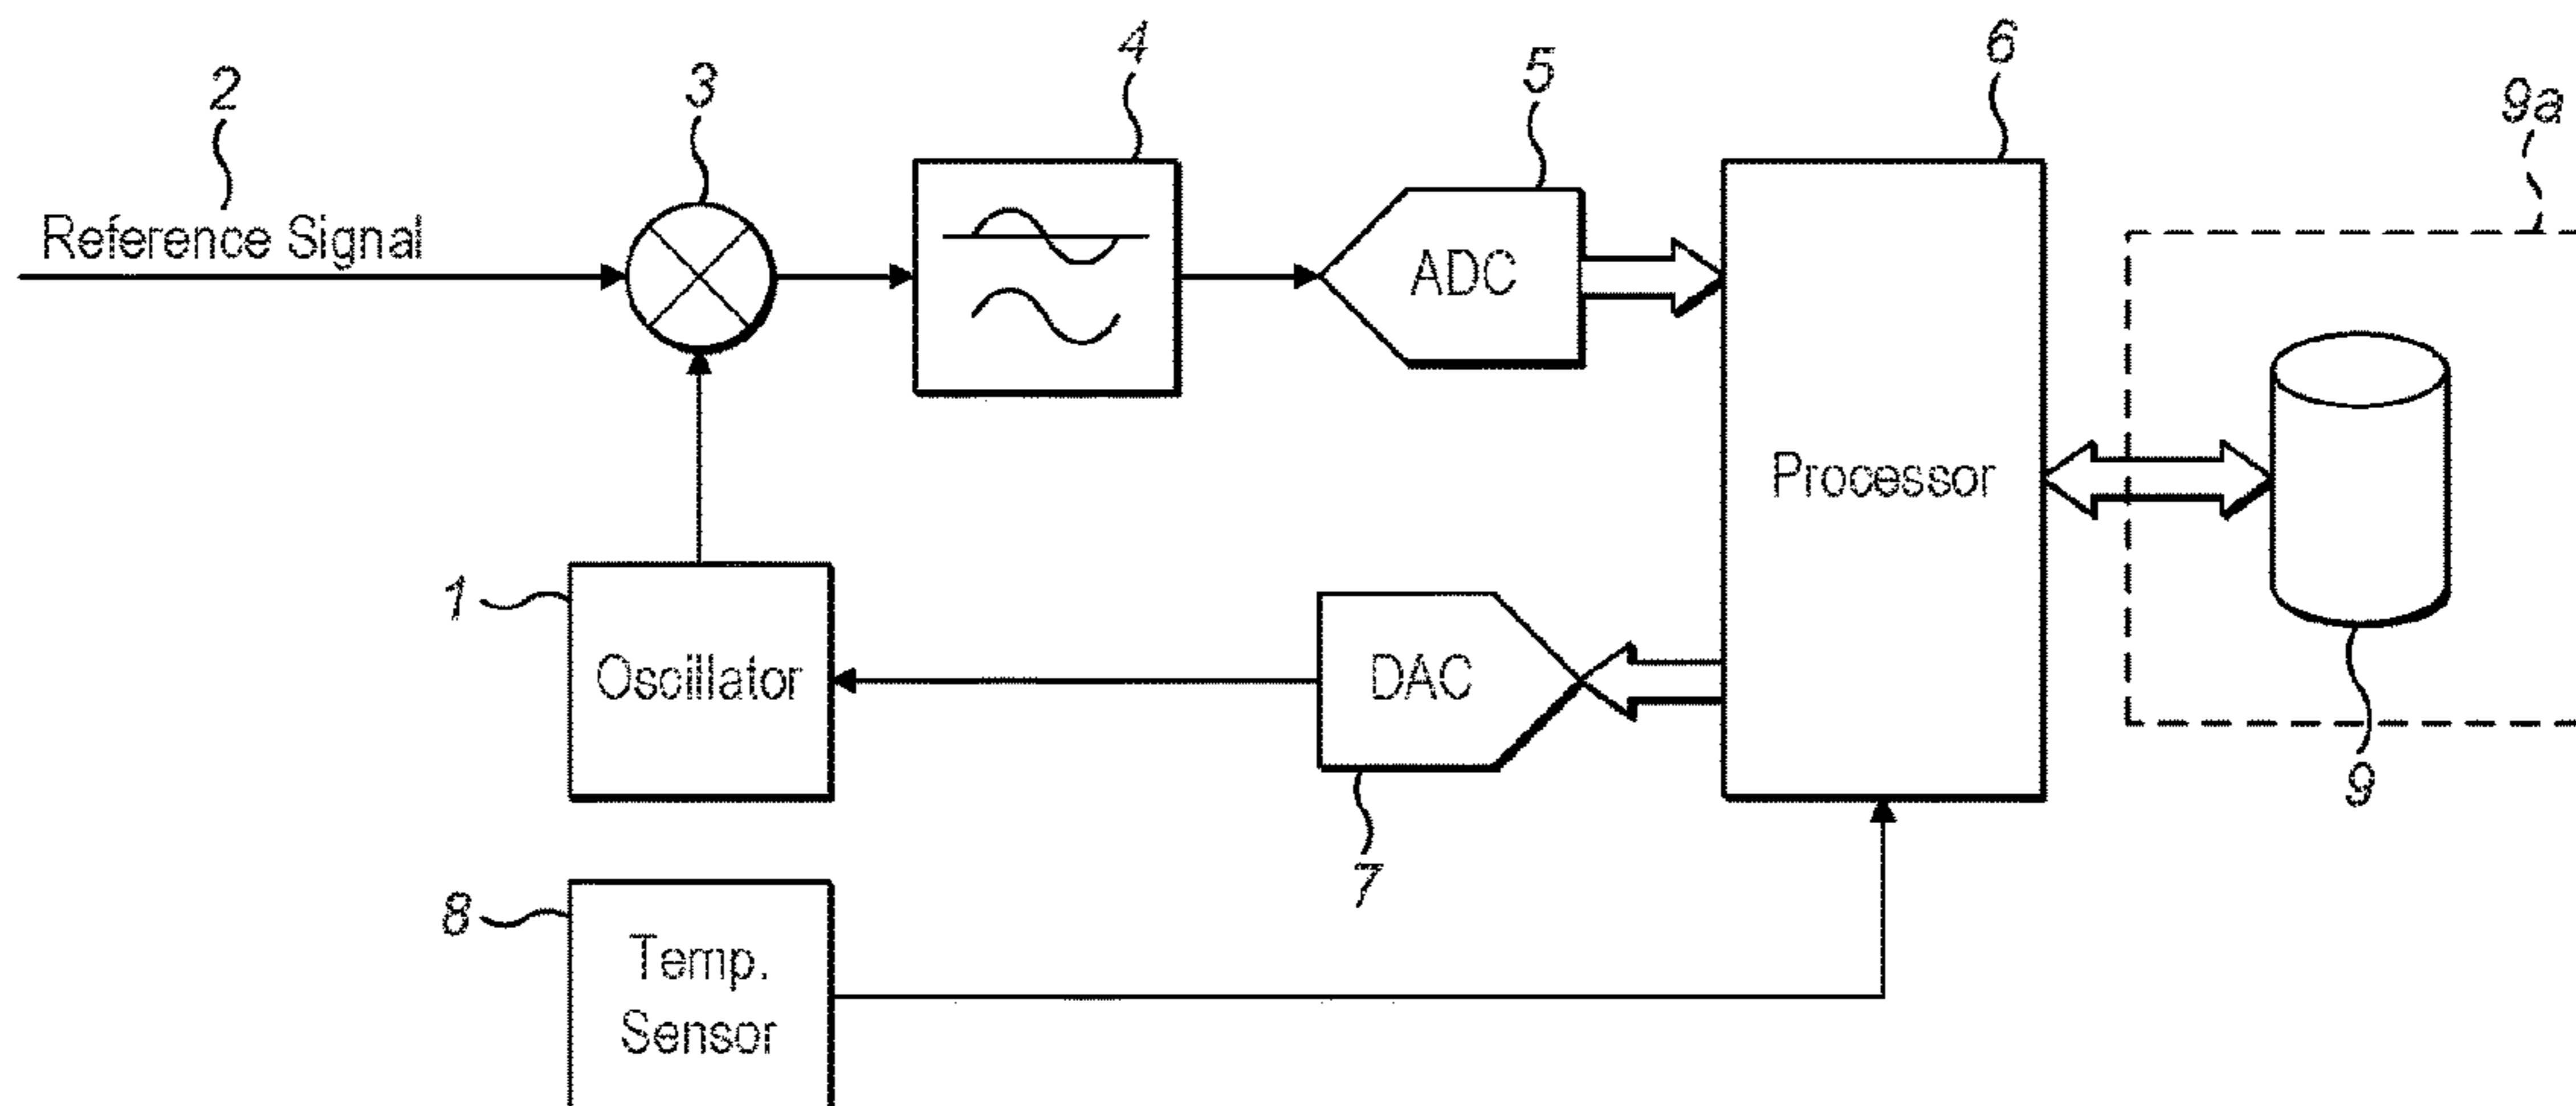 2
3
4
5
6
9a
Reference Signal
ADC
Processor
1
Oscillator
DAC
9
7
8
Temp.
Sensor